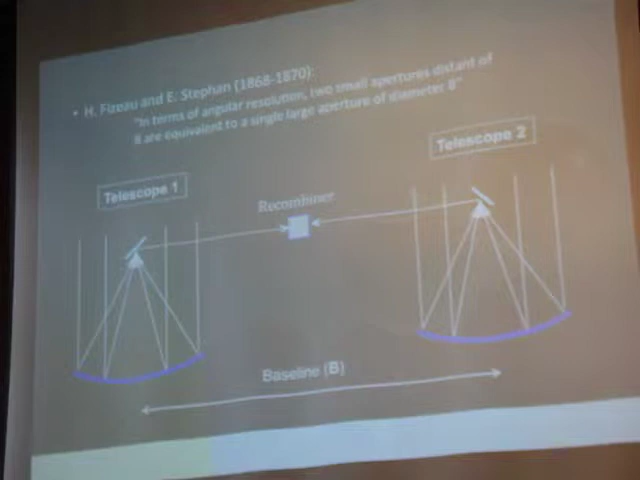 • H. Fizeau and E. Stephan (1868-1870):
"In terms of angular resolution, two small apertures distant of
B are equivalent to a single large aperture of diameter B"
Telescope 2
Telescope 1
Recombiner
Baseline (B)